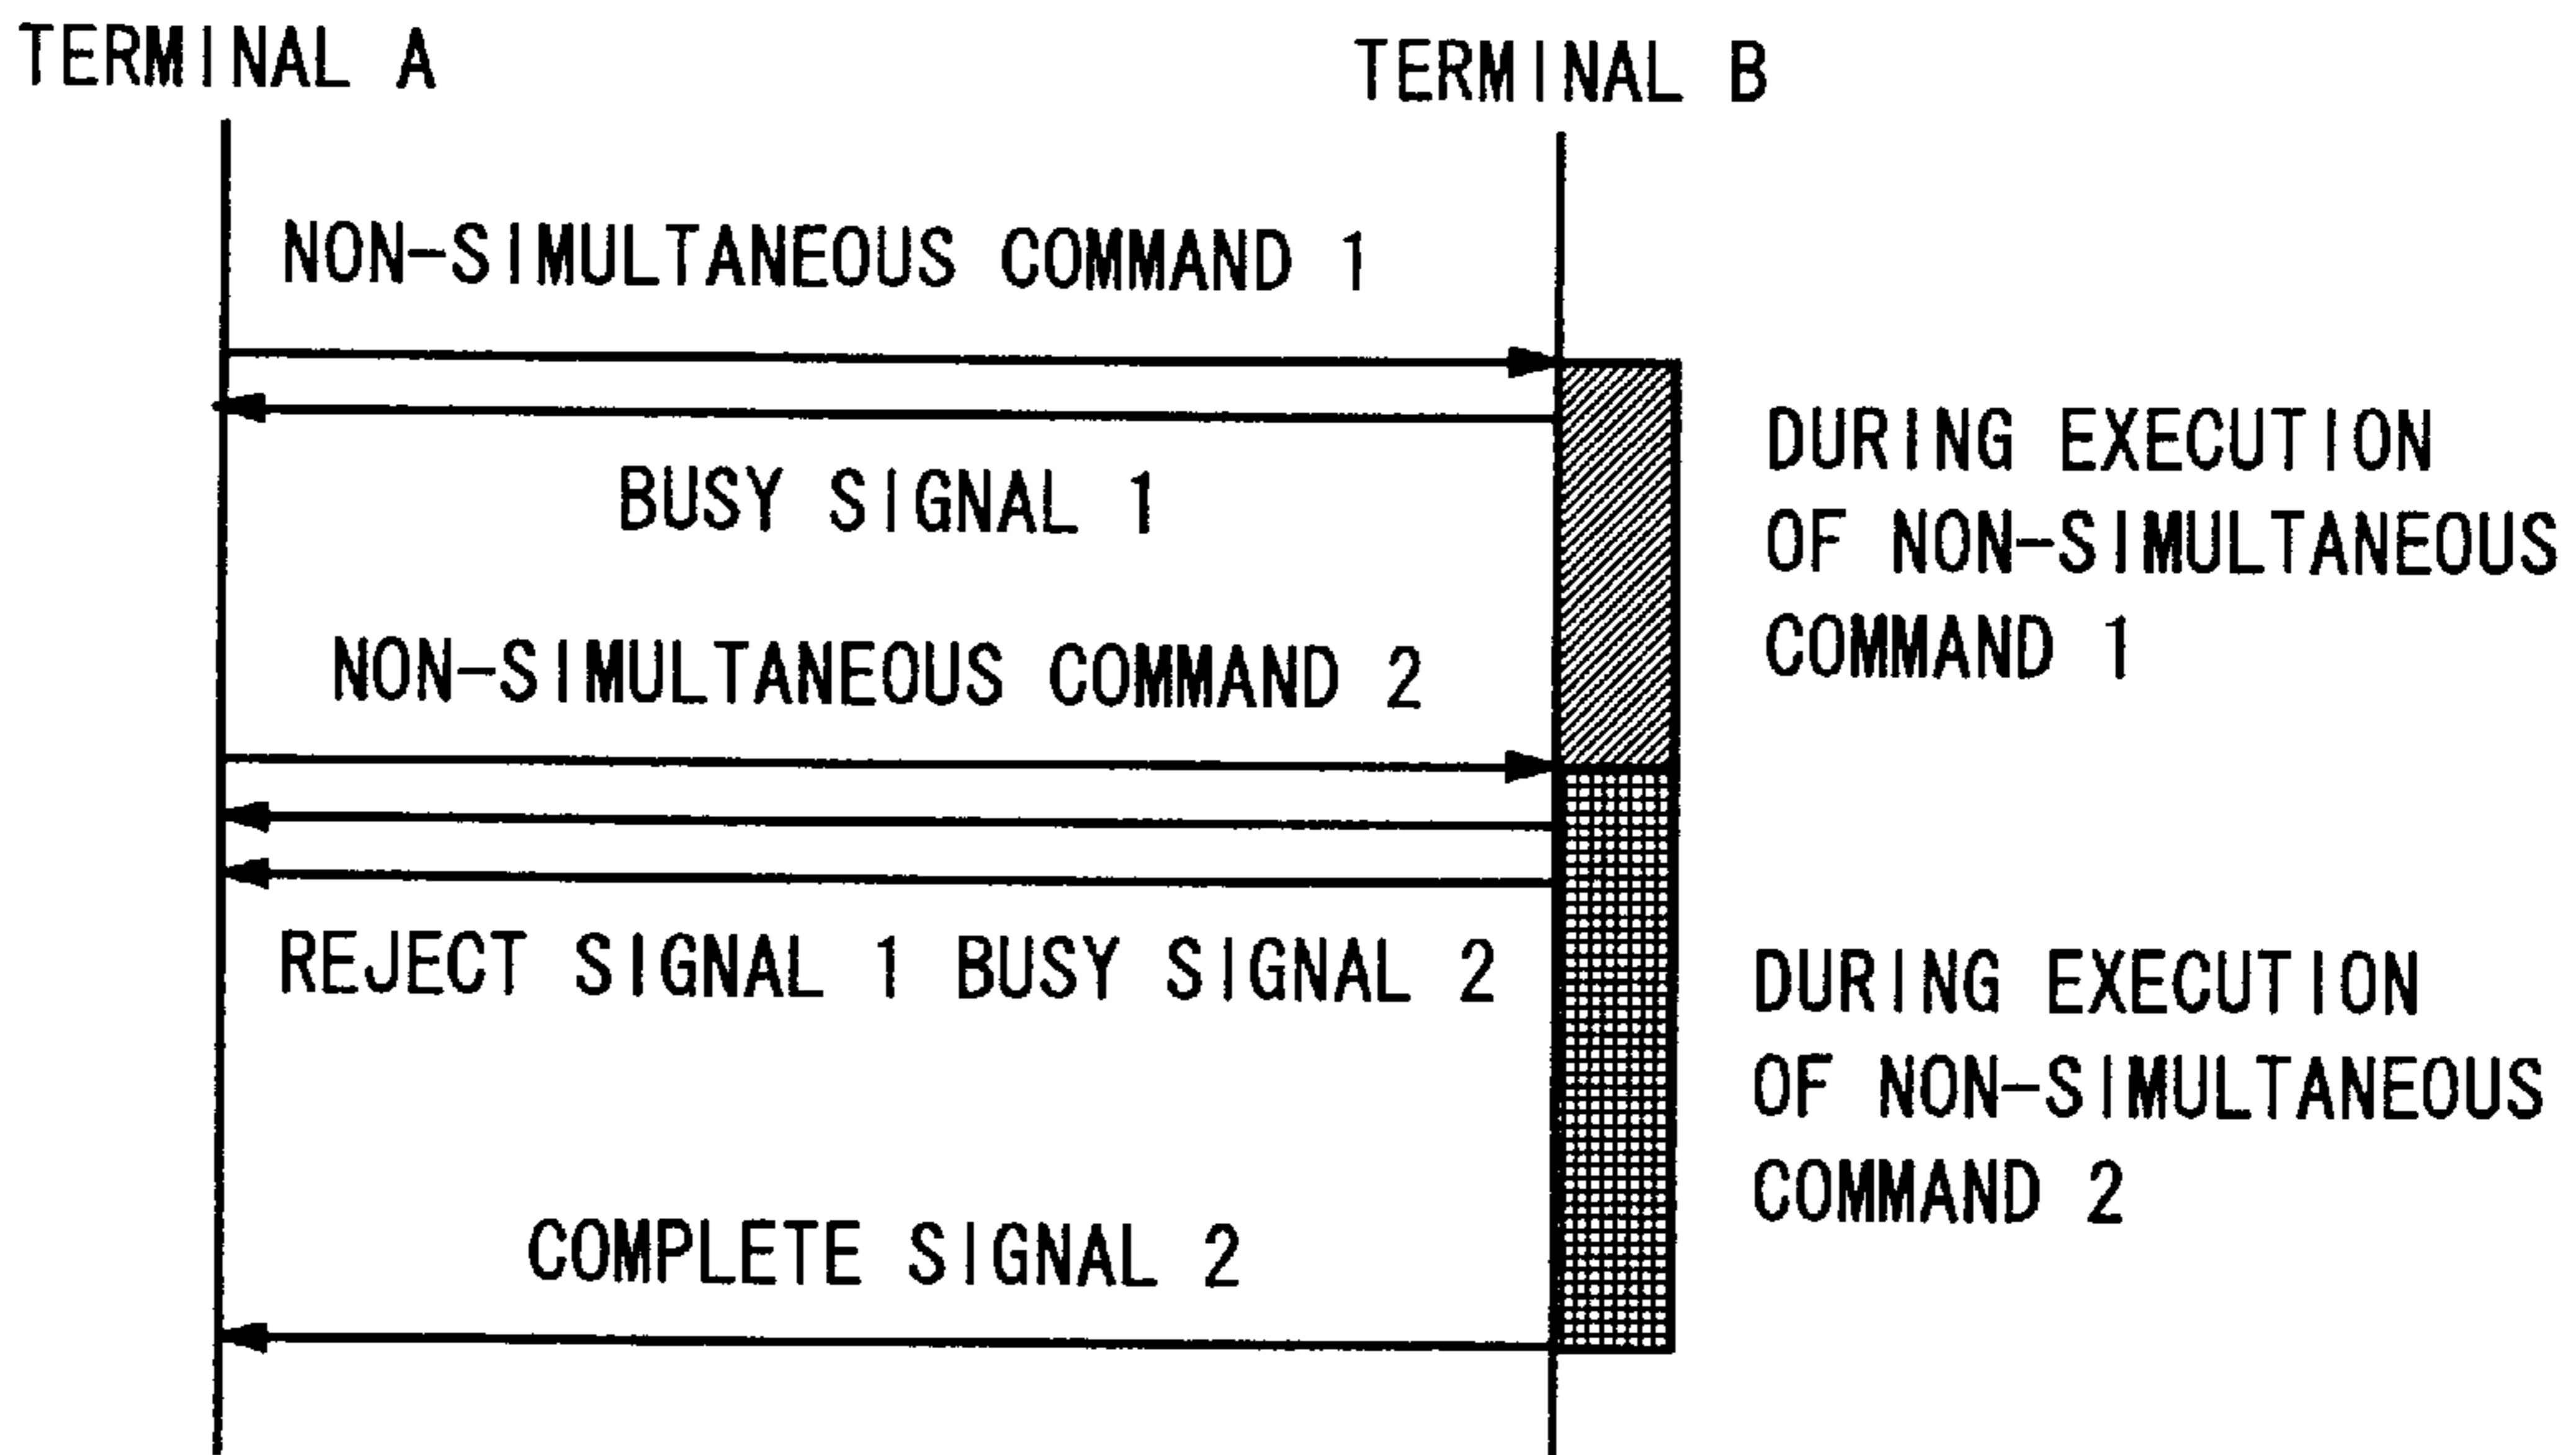 TERMINAL A
TERMINAL B
NON-SIMULTANEOUS COMMAND 1
BUSY SIGNAL 1
DURING EXECUTION
OF NON-SIMULTANEOUS
COMMAND 1
NON-SIMULTANEOUS COMMAND 2
REJECT SIGNAL 1 BUSY SIGNAL 2
DURING EXECUTION
OF NON-SIMULTANEOUS
COMMAND 2
COMPLETE SIGNAL 2